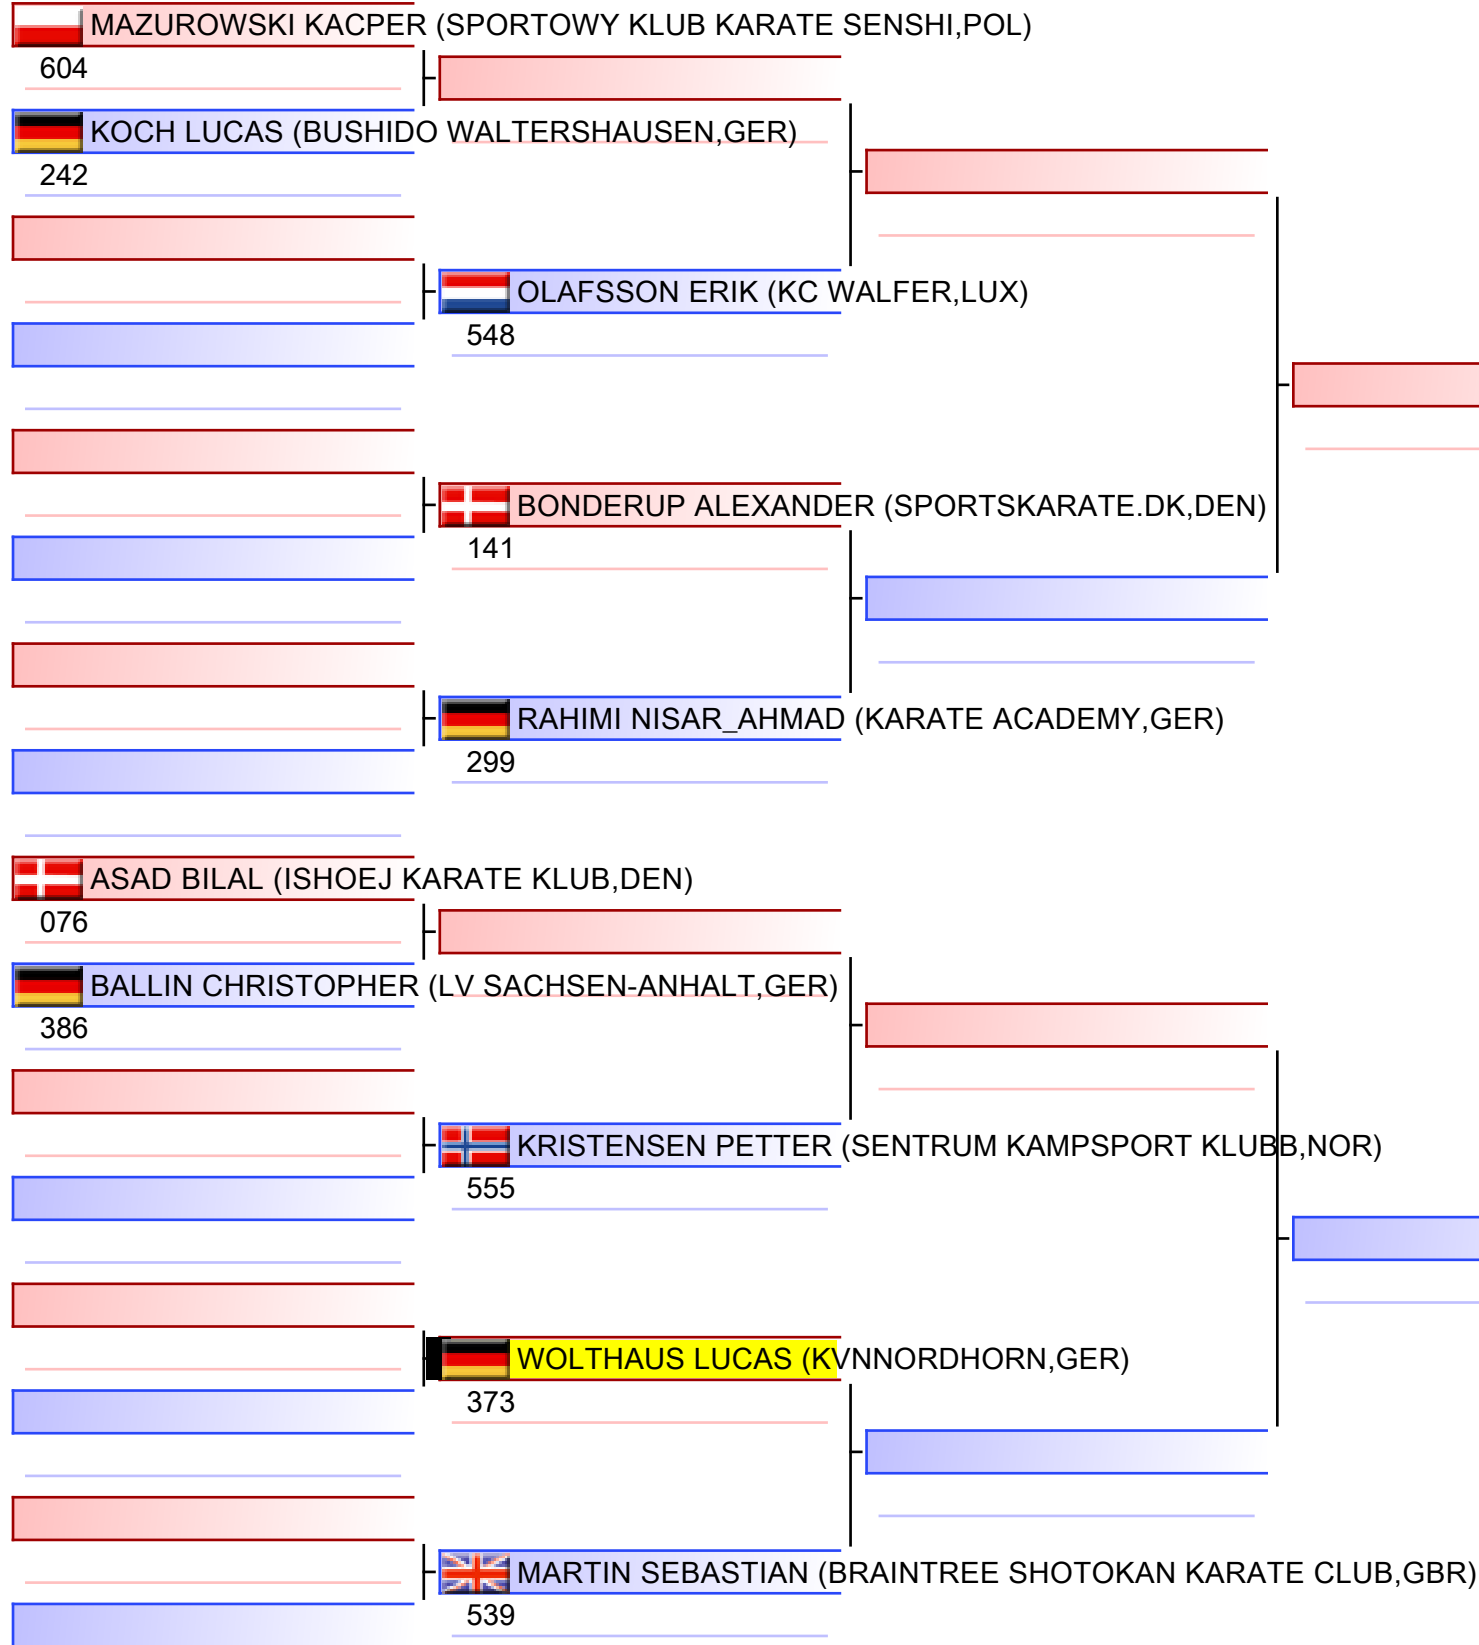 MAZUROWSKI KACPER (SPORTOWY KLUB KARATE SENSHI,POL)
604
KOCH LUCAS (BUSHIDO WALTERSHAUSEN,GER)
242
OLAFSSON ERIK (KC WALFER,LUX)
548
BONDERUP ALEXANDER (SPORTSKARATE.DK,DEN)
141
RAHIMI NISAR_AHMAD (KARATE ACADEMY,GER)
299
ASAD BILAL (ISHOEJ KARATE KLUB,DEN)
076
BALLIN CHRISTOPHER (LV SACHSEN-ANHALT,GER)
386
KRISTENSEN PETTER (SENTRUM KAMPSPORT KLUBB,NOR)
555
WOLTHAUS LUCAS (KVNNORDHORN,GER)
373
MARTIN SEBASTIAN (BRAINTREE SHOTOKAN KARATE CLUB,GBR)
539